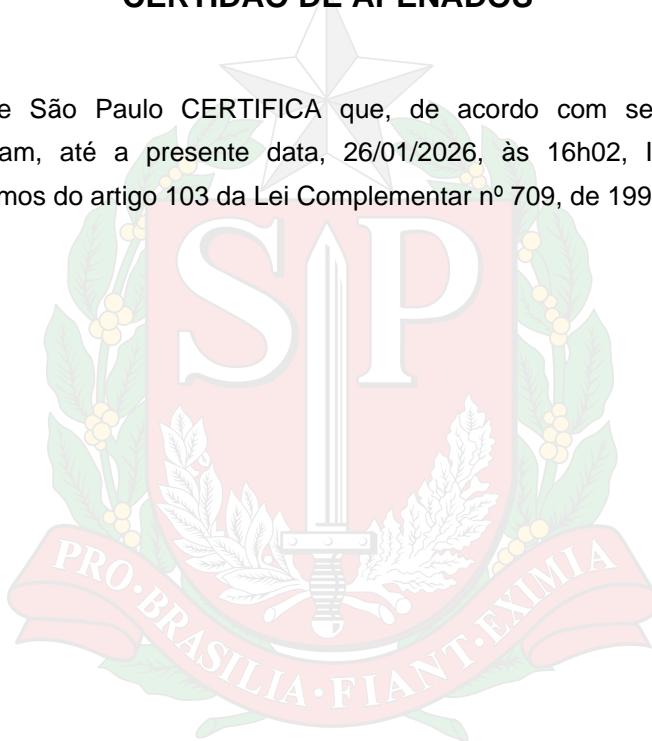 CERTIDÃO DE APENADOS
e São Paulo CERTIFICA que, de acordo com se
am, até a presente data, 26/01/2026, às 16h02, I
mos do artigo 103 da Lei Complementar nº 709, de 199
SP
PRO·BRASILIA·FIANT·EXIMIA